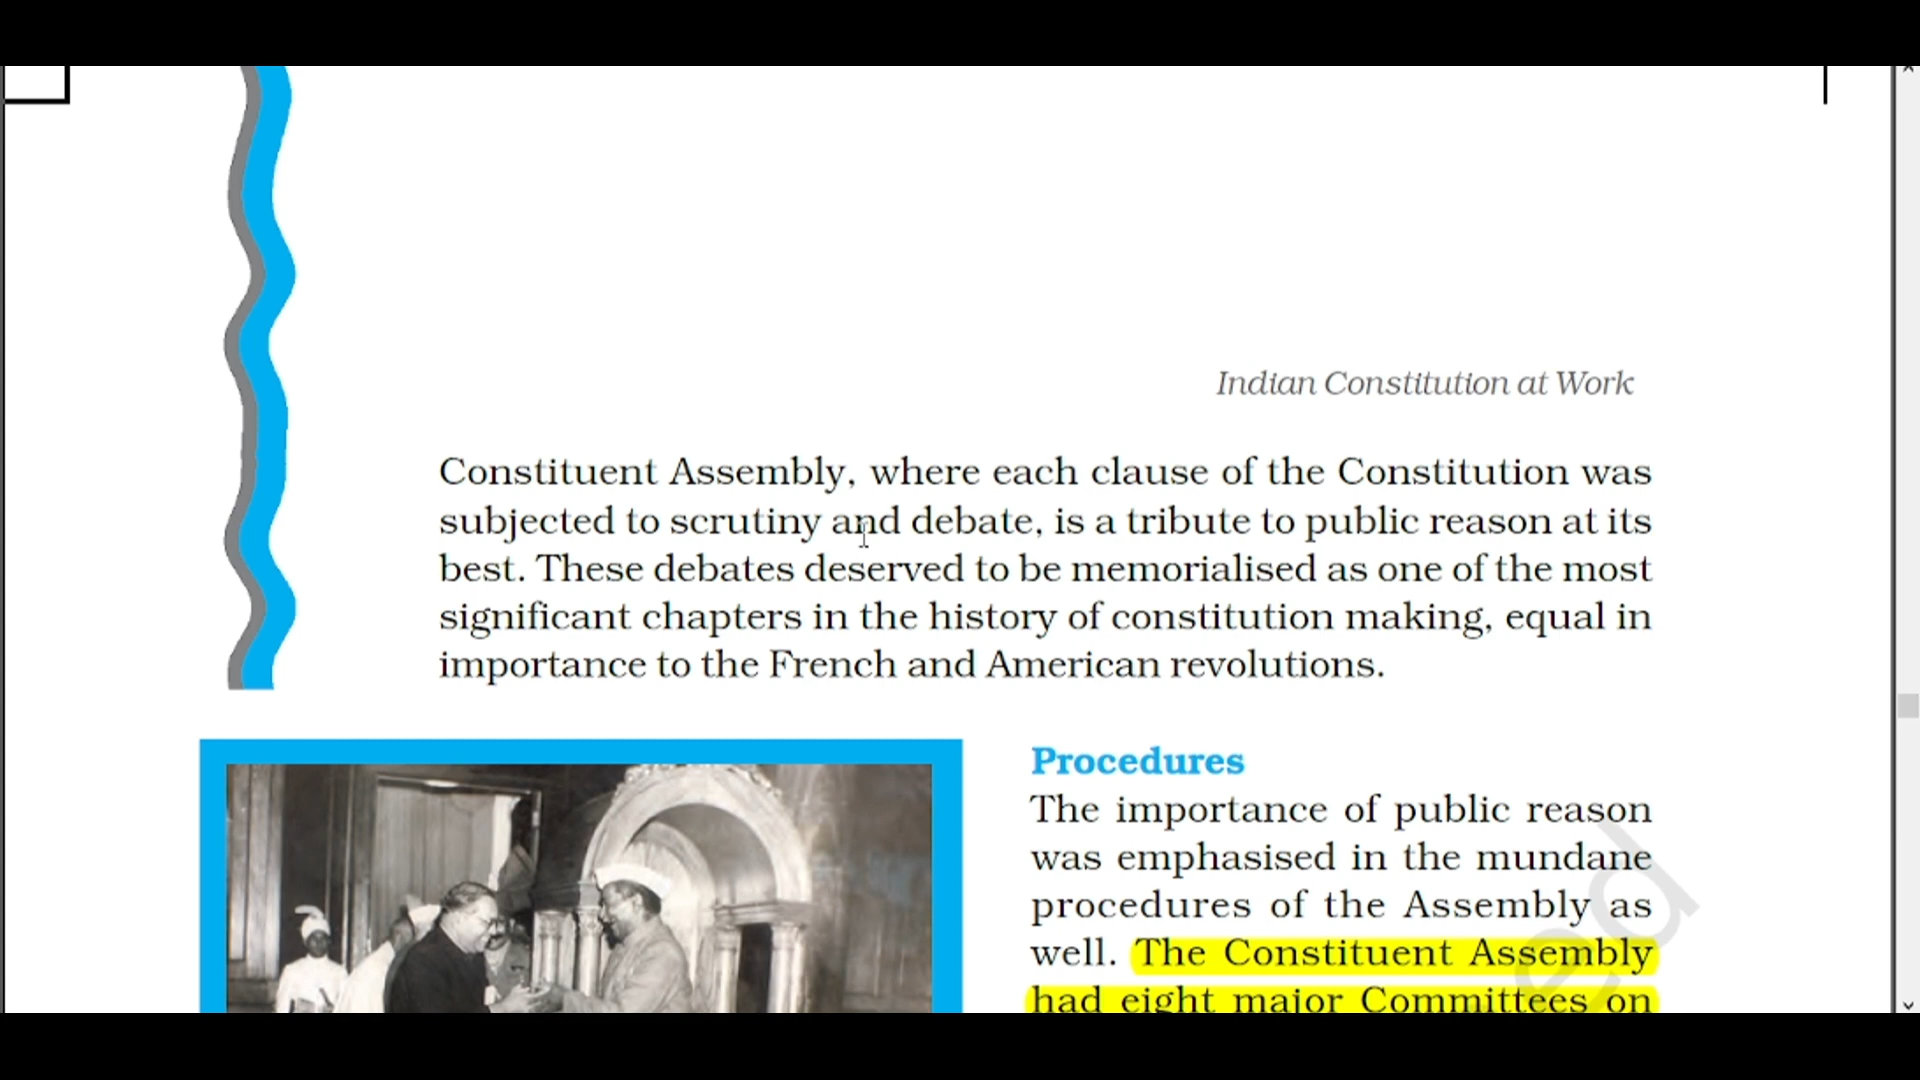 Indian Constitution at Work
Constituent Assembly, where each clause of the Constitution was
subjected to scrutiny and debate, is a tribute to public reason at its
best. These debates deserved to be memorialised as one of the most
significant chapters in the history of constitution making, equal in
importance to the French and American revolutions.
Procedures
The importance of public reason
was emphasised in the mundane
procedures of the Assembly as
well. The Constituent Assembly
had eight major Committees on
ed